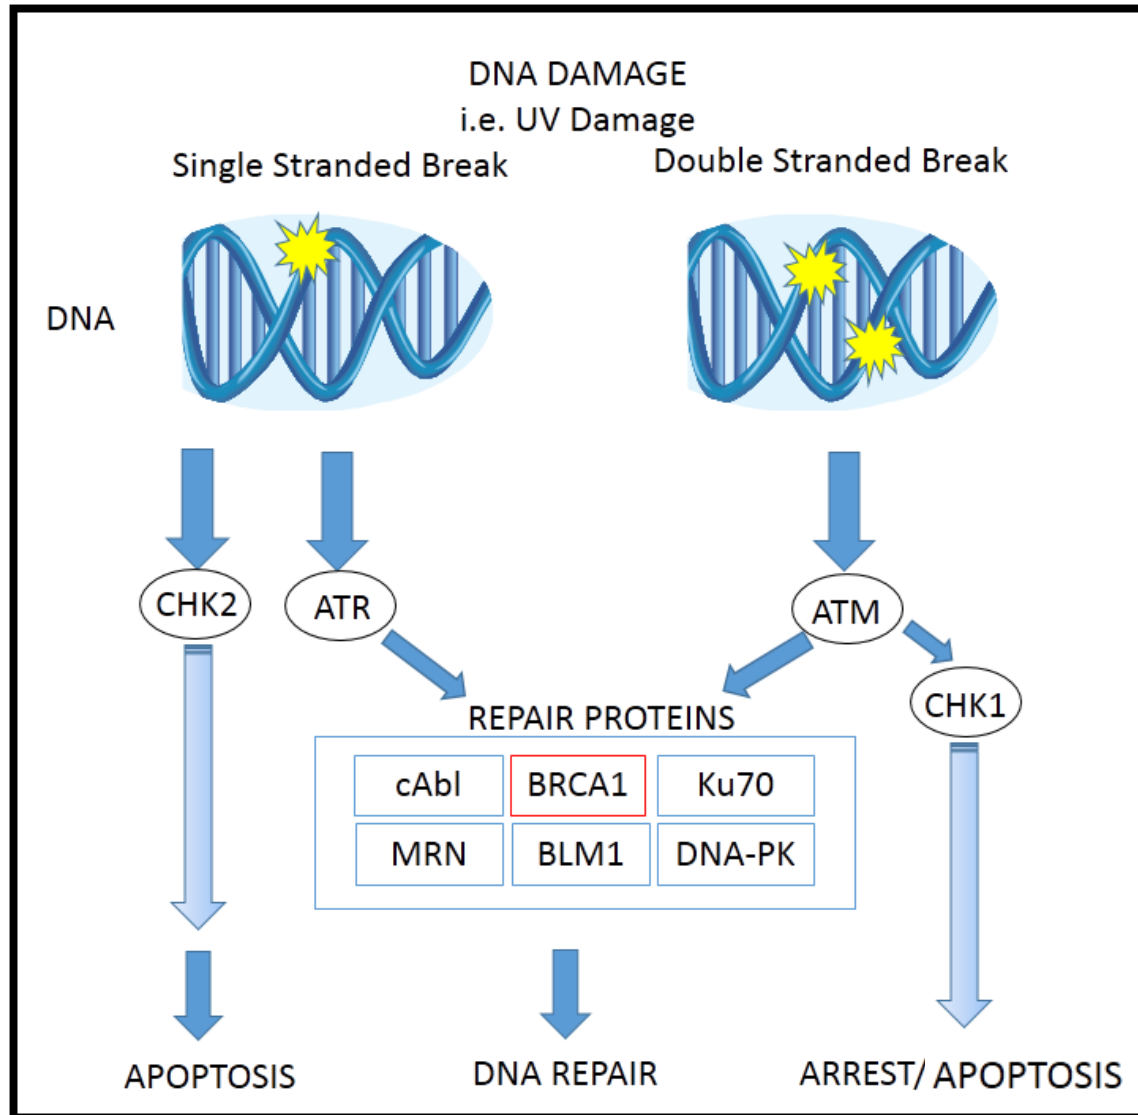 DNA DAMAGE
i.e. UV Damage
Single Stranded Break
Double Stranded Break
DNA
CHK2
ATR
ATM
CHK1
REPAIR PROTEINS
cAbl
BRCA1
Ku70
MRN
BLM1
DNA-PK
APOPTOSIS
DNA REPAIR
ARREST/ APOPTOSIS